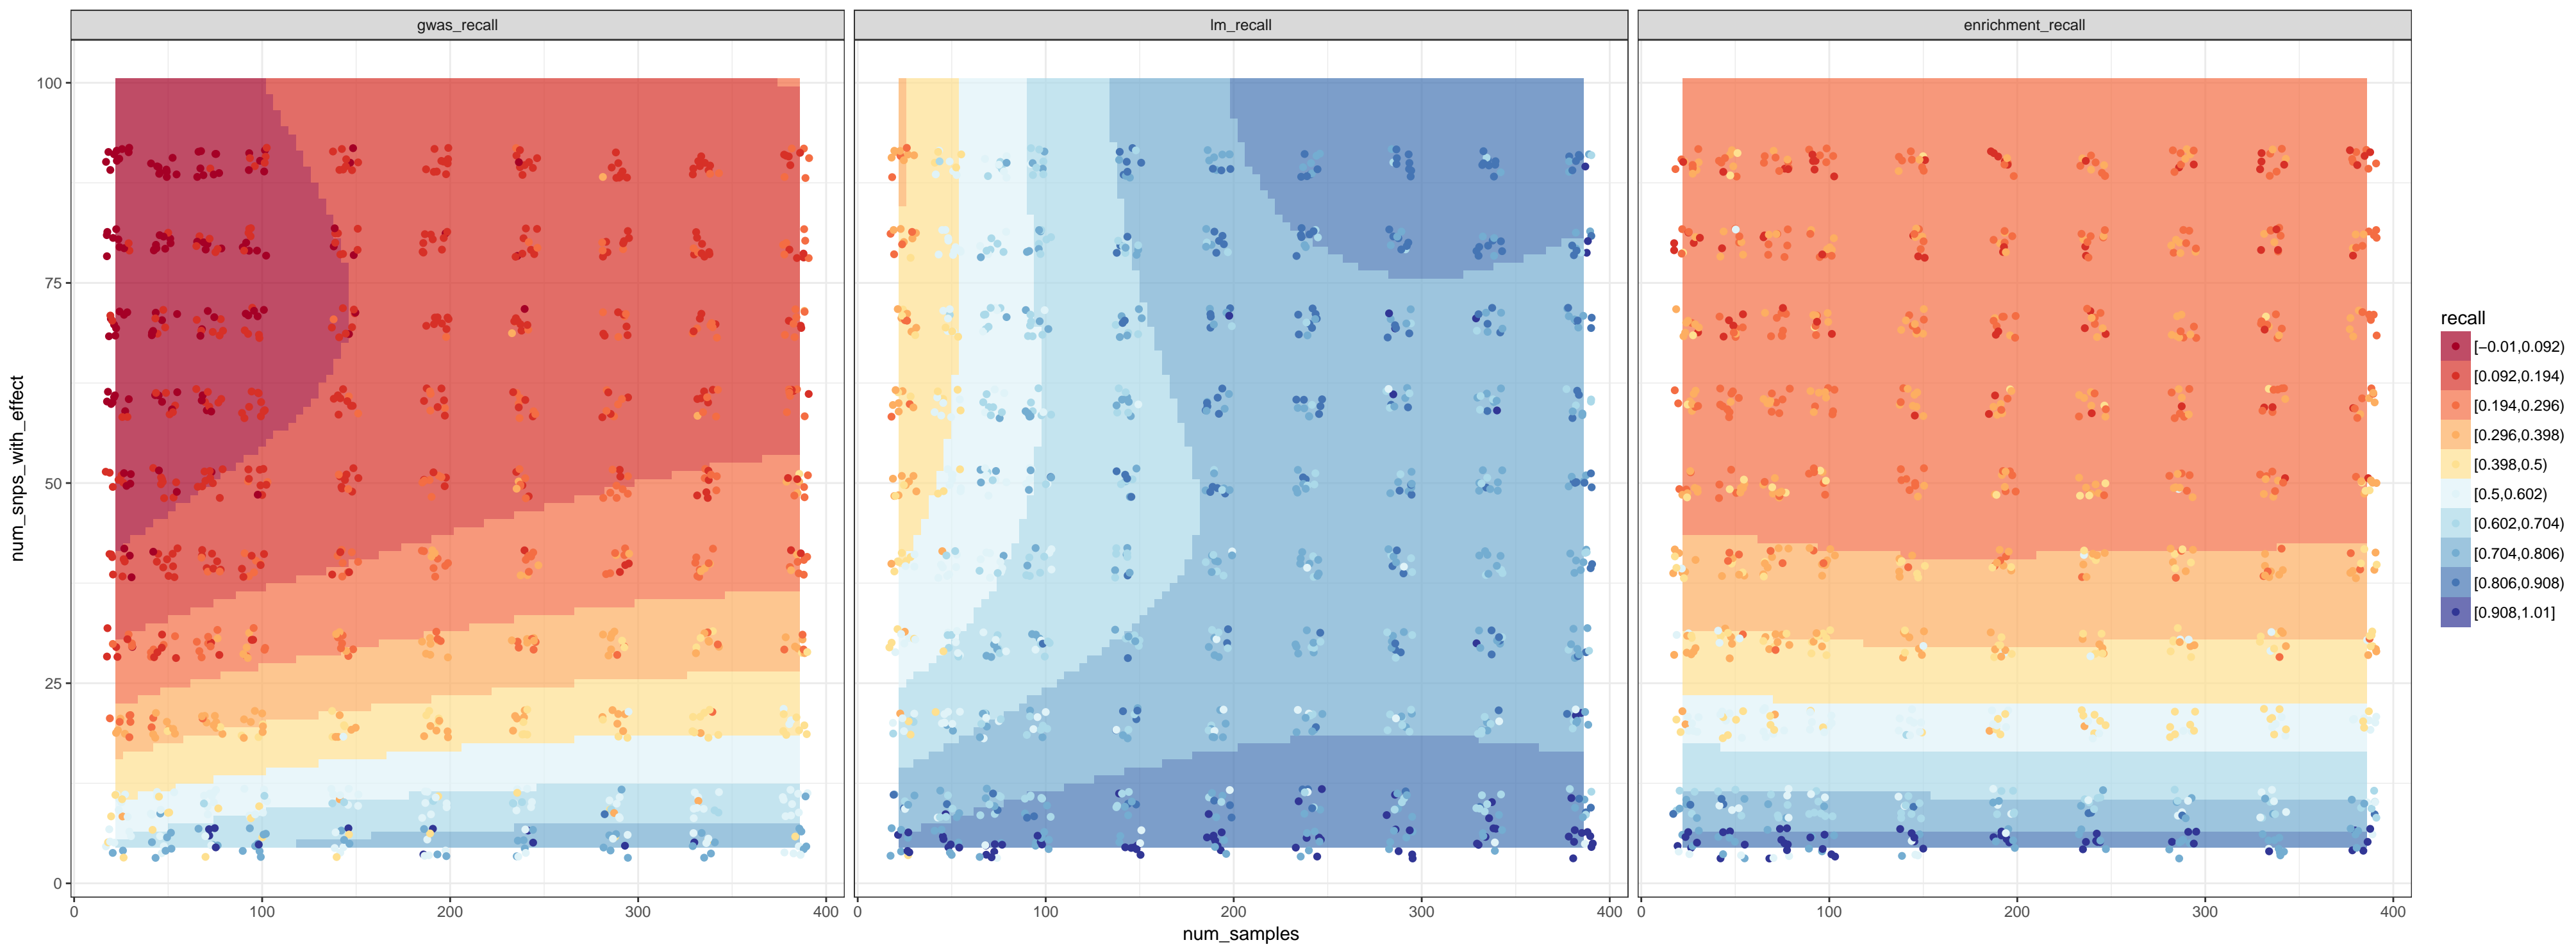 gwas_recall
lm_recall
enrichment_recall
num_snps_with_effect
100
75
50
25
0
0 100 200 300 400
0 100 200 300 400
0 100 200 300 400
num_samples
recall
[−0.01,0.092)
[0.092,0.194)
[0.194,0.296)
[0.296,0.398)
[0.398,0.5)
[0.5,0.602)
[0.602,0.704)
[0.704,0.806)
[0.806,0.908)
[0.908,1.01]